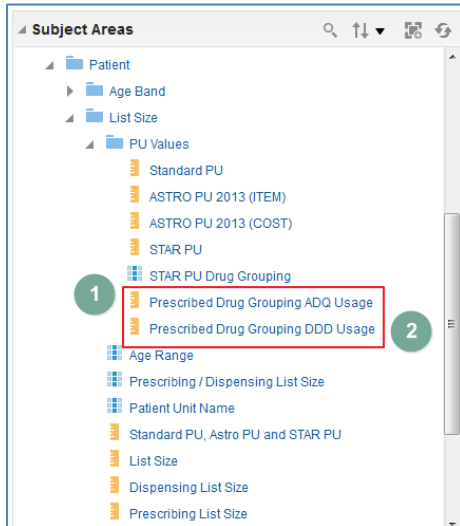 Subject Areas
Patient
Age Band
List Size
PU Values
Standard PU
ASTRO PU 2013 (ITEM)
ASTRO PU 2013 (COST)
STAR PU
STAR PU Drug Grouping
1
Prescribed Drug Grouping ADQ Usage
Prescribed Drug Grouping DDD Usage
2
Age Range
Prescribing / Dispensing List Size
Patient Unit Name
Standard PU, Astro PU and STAR PU
List Size
Dispensing List Size
Prescribing List Size